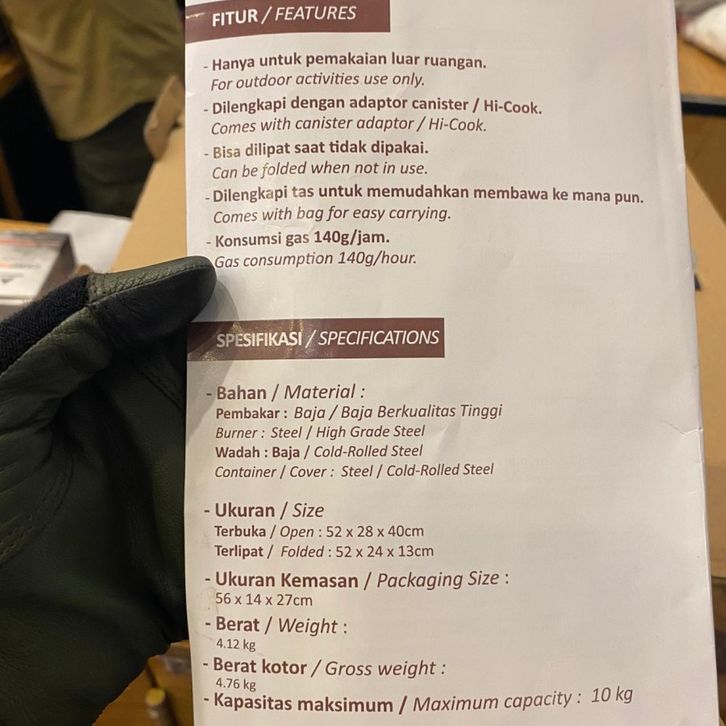 FITUR / FEATURES
- Hanya untuk pemakaian luar ruangan.
For outdoor activities use only.
- Dilengkapi dengan adaptor canister / Hi-Cook.
Comes with canister adaptor / Hi-Cook.
- Bisa dilipat saat tidak dipakai.
Can be folded when not in use.
- Dilengkapi tas untuk memudahkan membawa ke mana pun.
Comes with bag for easy carrying.
- Konsumsi gas 140g/jam.
Gas consumption 140g/hour.
SPESIFIKASI / SPECIFICATIONS
- Bahan / Material :
Pembakar : Baja / Baja Berkualitas Tinggi
Burner : Steel / High Grade Steel
Wadah : Baja / Cold-Rolled Steel
Container / Cover : Steel / Cold-Rolled Steel
- Ukuran / Size
Terbuka / Open : 52 x 28 x 40cm
Terlipat / Folded : 52 x 24 x 13cm
- Ukuran Kemasan / Packaging Size :
56 x 14 x 27cm
- Berat / Weight :
4.12 kg
- Berat kotor / Gross weight :
4.76 kg
- Kapasitas maksimum / Maximum capacity : 10 kg